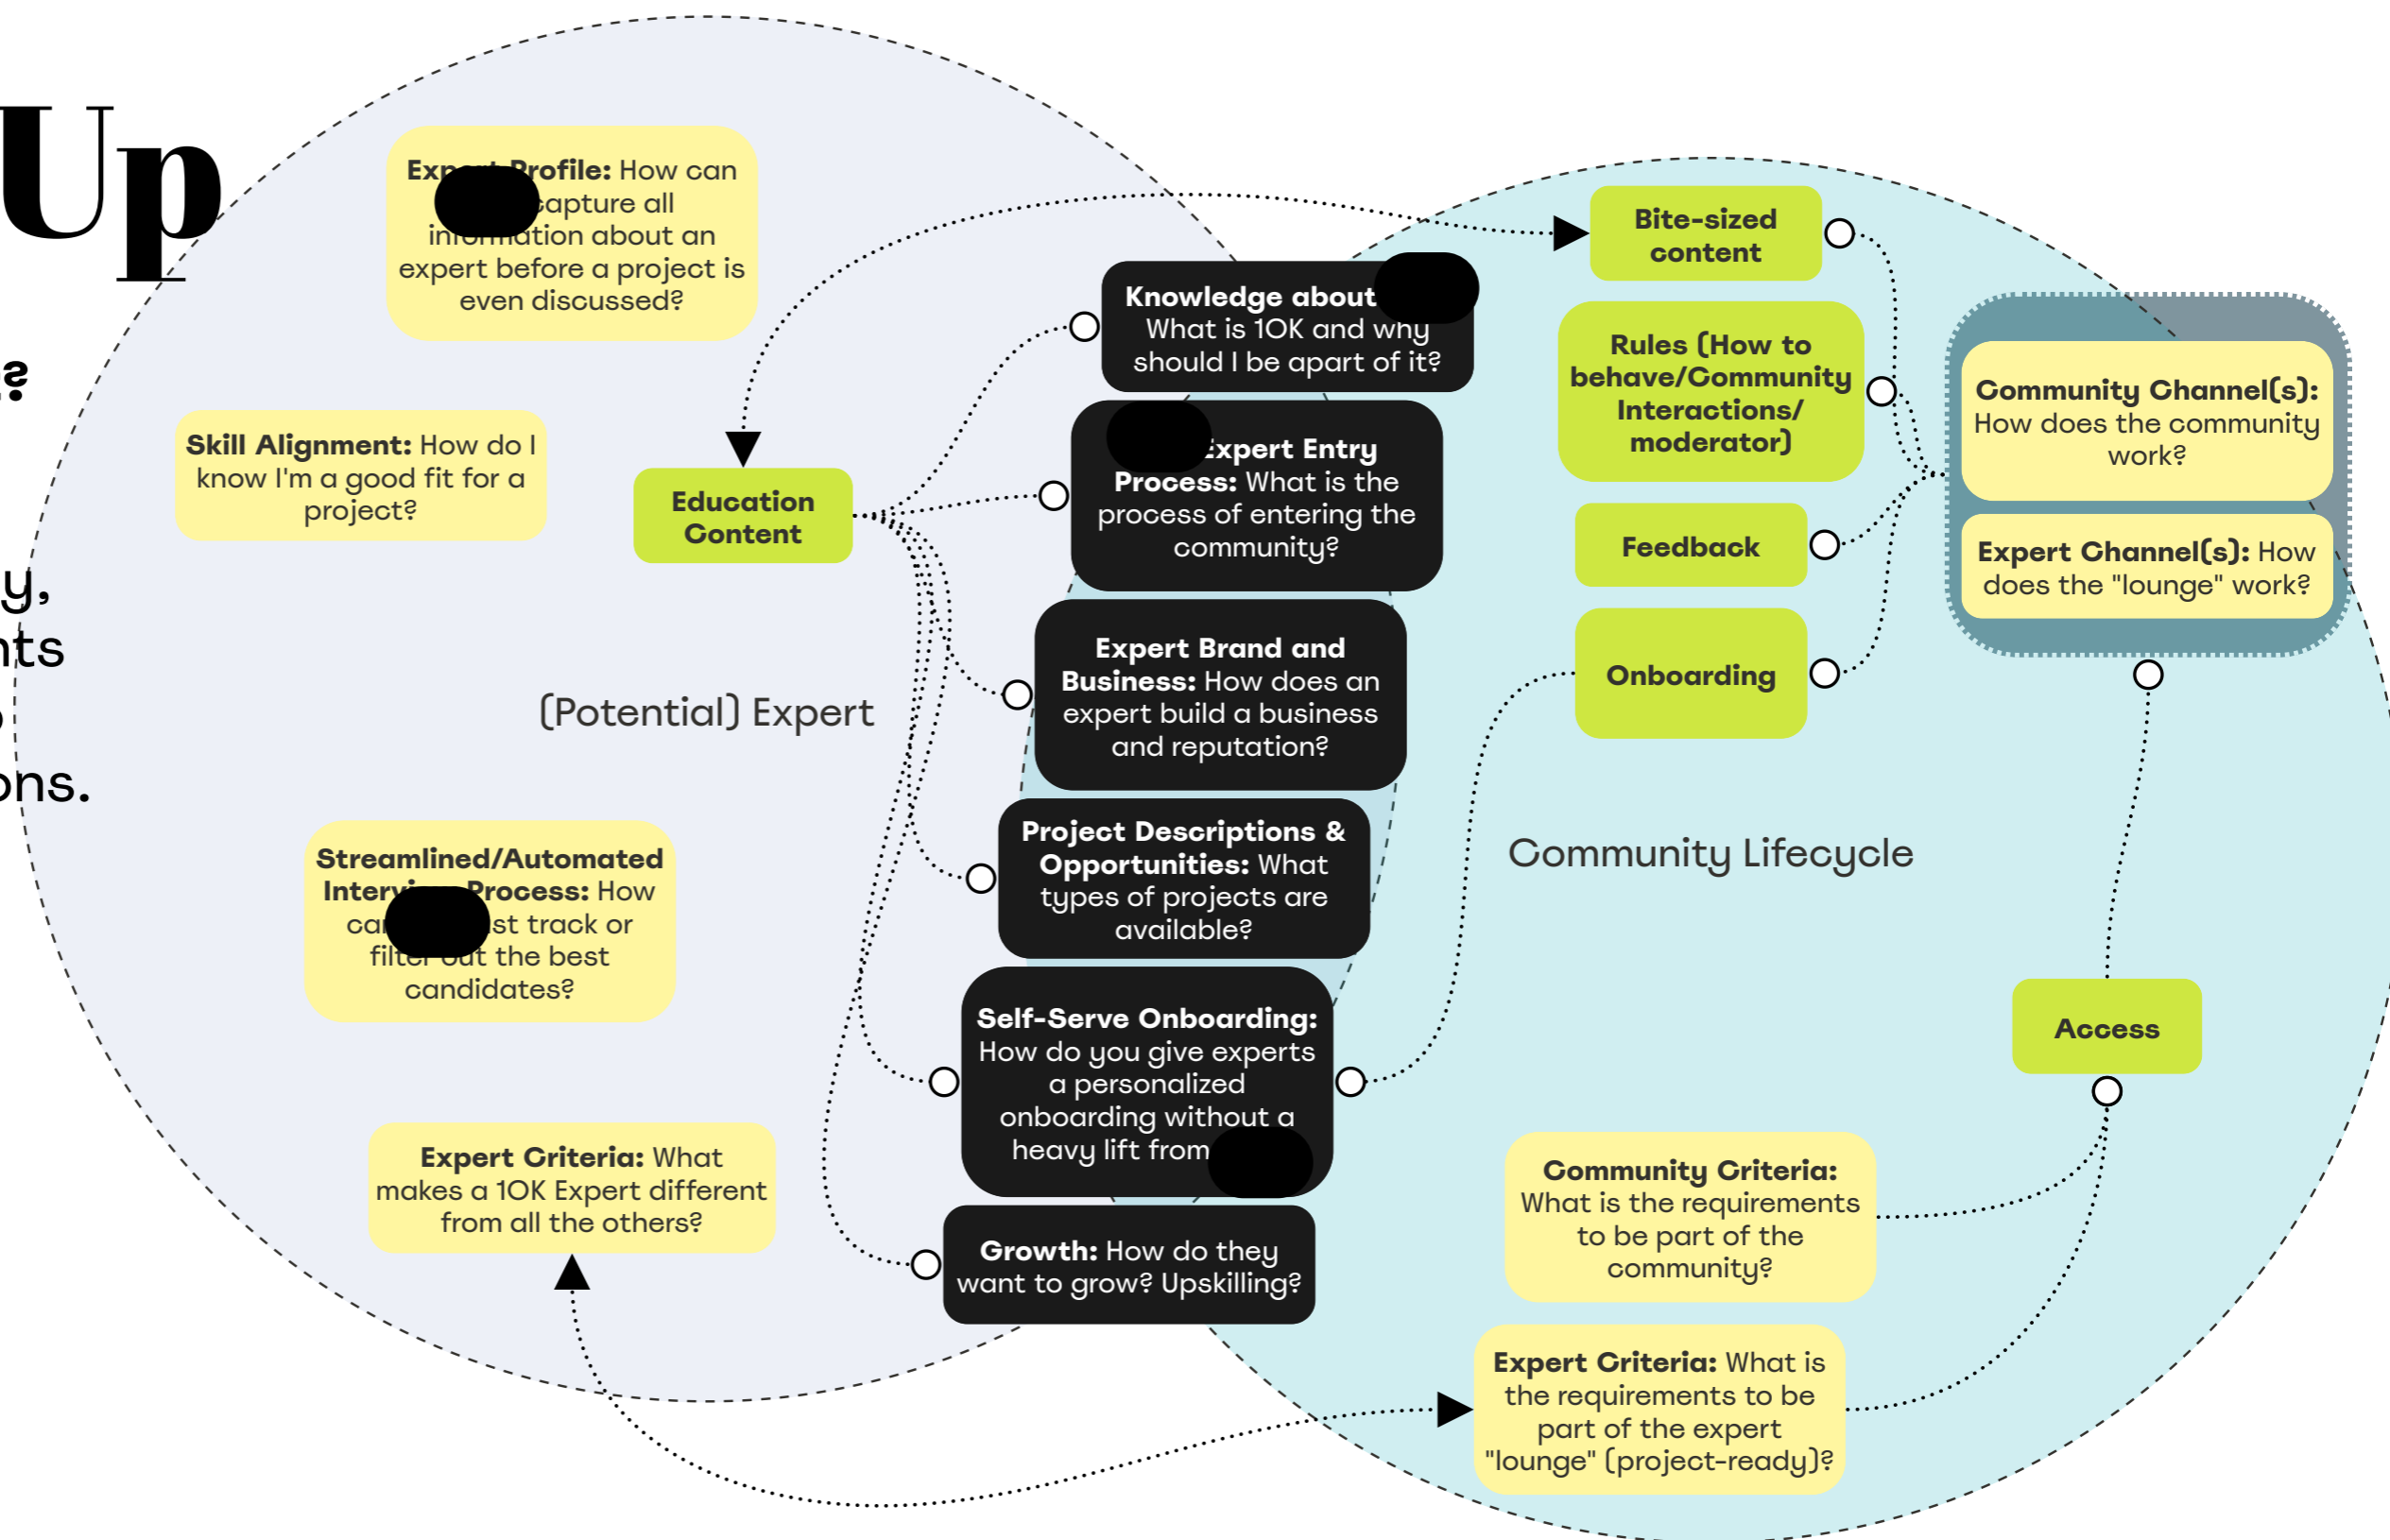 Up
?
y,
nts
ons.
Expert Profile: How can
capture all
information about an
expert before a project is
even discussed?
Skill Alignment: How do I
know I'm a good fit for a
project?
Education
Content
(Potential) Expert
Streamlined/Automated
Interview Process: How
track or
filter out the best
candidates?
Expert Criteria: What
makes a 10K Expert different
from all the others?
Knowledge about
What is 10K and why
should I be apart of it?
Expert Entry
Process: What is the
process of entering the
community?
Expert Brand and
Business: How does an
expert build a business
and reputation?
Project Descriptions &
Opportunities: What
types of projects are
available?
Self-Serve Onboarding:
How do you give experts
a personalized
onboarding without a
heavy lift from
Growth: How do they
want to grow? Upskilling?
Bite-sized
content
Rules (How to
behave/Community
Interactions/
moderator)
Feedback
Onboarding
Community Channel(s):
How does the community
work?
Expert Channel(s): How
does the "lounge" work?
Community Lifecycle
Access
Community Criteria:
What is the requirements
to be part of the
community?
Expert Criteria: What is
the requirements to be
part of the expert
"lounge" (project-ready)?